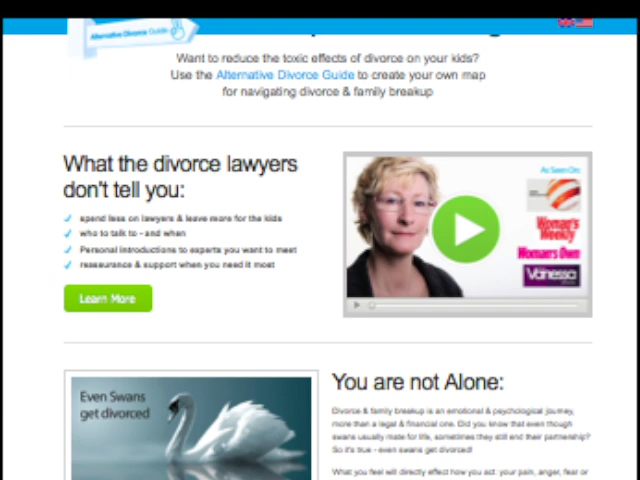 Alternative Divorce Guide
Want to reduce the toxic effects of divorce on your kids?
Use the Alternative Divorce Guide to create your own map
for navigating divorce & family breakup
What the divorce lawyers
don't tell you:
spend less on lawyers & leave more for the kids
who to talk to - and when
Personal introductions to experts you want to meet
reassurance & support when you need it most
Learn More
As Seen On:
Woman's
Weekly
Woman's Own
Vanessa
Even Swans
get divorced
You are not Alone:
Divorce & family breakup is an emotional & psychological journey,
more than a legal & financial one. Did you know that even though
swans usually mate for life, sometimes they still end their partnership?
So it's true - even swans get divorced!
What you feel will directly effect how you act: your pain, anger, fear or